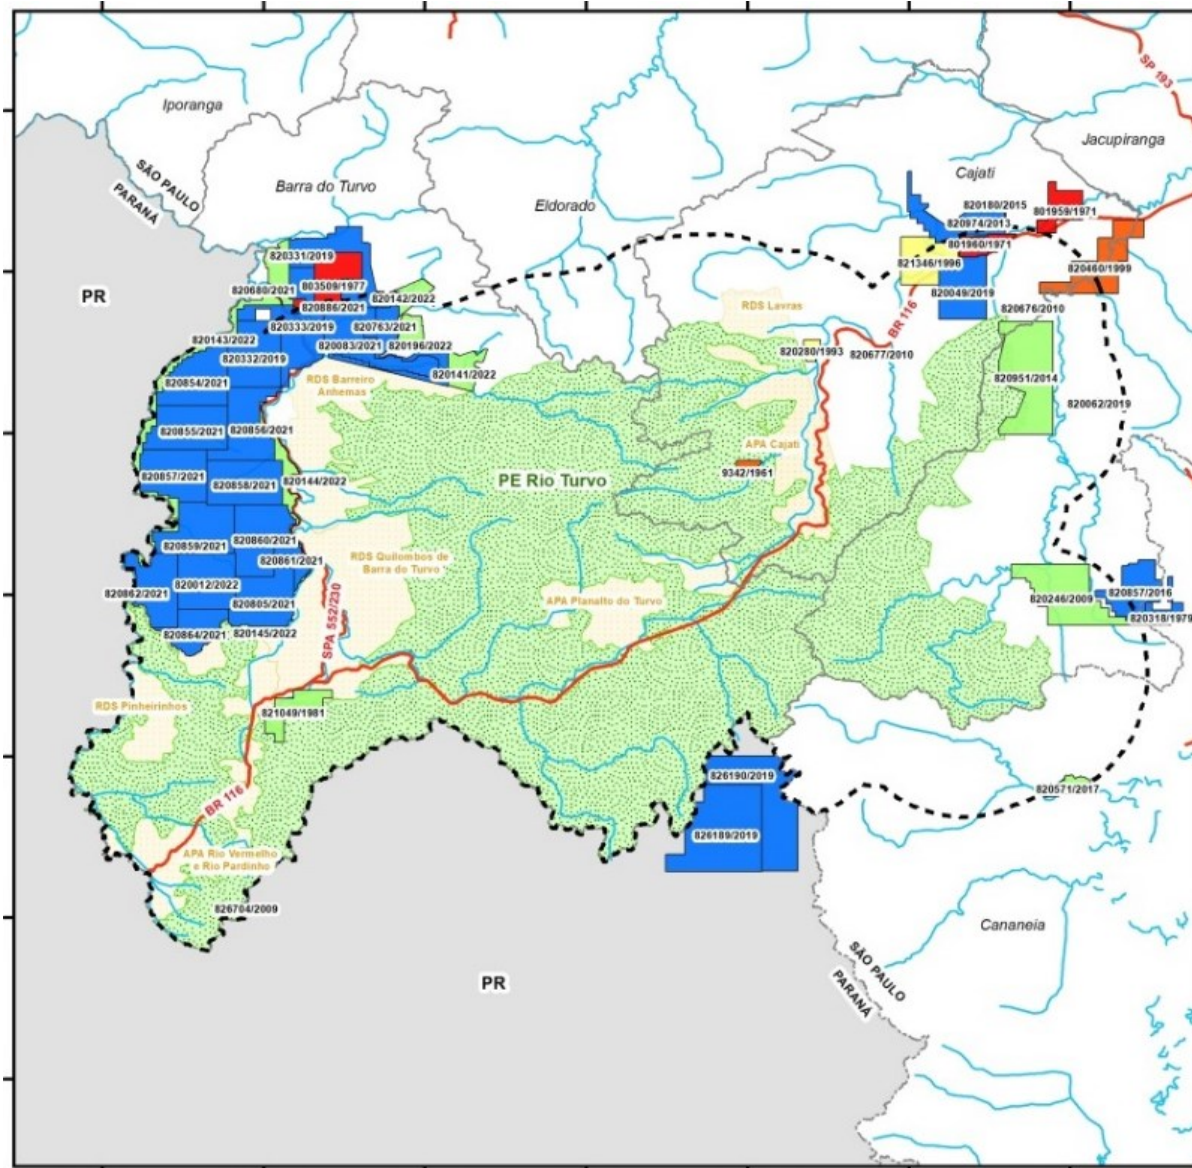 SP 193
Iporanga
Jacupiranga
SÃO PAULO
PARANÁ
Barra do Turvo
Cajati
Eldorado
820180/2015
801959/1971
820974/2013
801960/1971
820331/2019
821346/1996
820460/1999
803509/1977
PR
820680/2021
820142/2022
820049/2019
820886/2021
RDS Lavras
820676/2010
820333/2019
820763/2021
BR 116
820143/2022
820083/2021
820196/2022
820280/1993
820677/2010
820332/2019
820141/2022
820854/2021
RDS Barreiro
Anhemas
820951/2014
820062/2019
820855/2021
820856/2021
APA Cajati
9342/1961
820857/2021
820858/2021
820144/2022
PE Rio Turvo
820859/2021
820860/2021
RDS Quilombos de
Barra do Turvo
820861/2021
820012/2022
820862/2021
820857/2016
820246/2009
820805/2021
APA Planalto do Turvo
820318/1979
SPA 552/230
820864/2021
820145/2022
RDS Pinheirinhos
821049/1981
826190/2019
820571/2017
BR 116
826189/2019
APA Rio Vermelho
e Rio Pardinho
826704/2009
Cananeia
SÃO PAULO
PARANÁ
PR